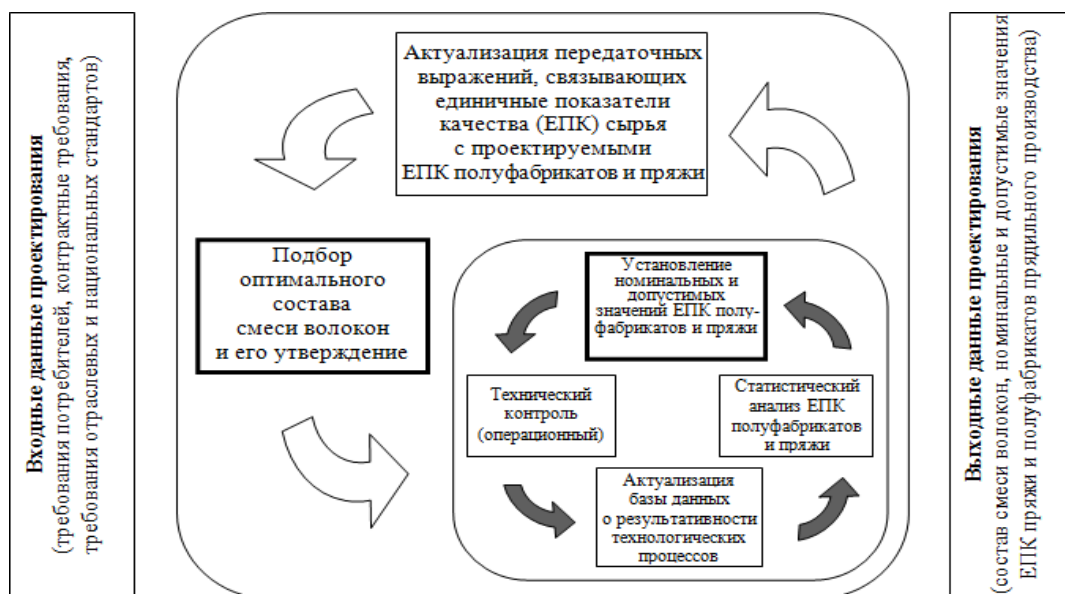 Входные данные проектирования
(требования потребителей, контрактные требования,
требования отраслевых и национальных стандартов)
Актуализация передаточных
выражений, связывающих
единичные показатели
качества (ЕПК) сырья
с проектируемыми
ЕПК полуфабрикатов и пряжи
Подбор
оптимального
состава
смеси волокон
и его утверждение
Установление
номинальных и
допустимых
значений ЕПК полу-
фабрикатов и пряжи
Технический
контроль
(операционный)
Статистический
анализ ЕПК
полуфабрикатов
и пряжи
Актуализация
базы данных
о результативности
технологических
процессов
Выходные данные проектирования
(состав смеси волокон, номинальные и допустимые значения
ЕПК пряжи и полуфабрикатов прядильного производства)